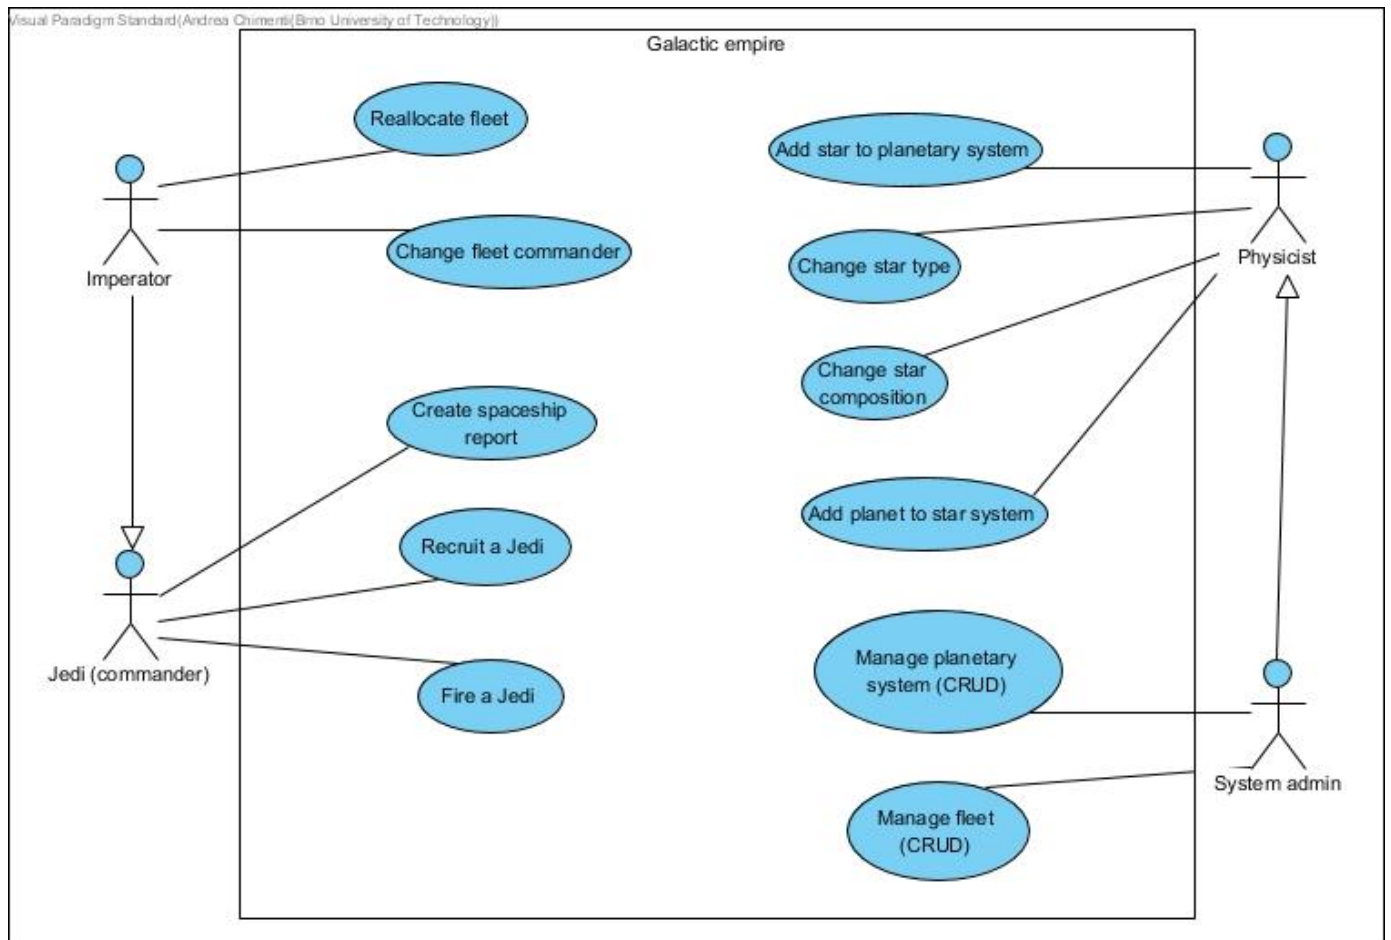 Visual Paradigm Standard(Andrea Chimenti(Brno University of Technology))
Galactic empire
Reallocate fleet
Change fleet commander
Imperator
Create spaceship
report
Recruit a Jedi
Fire a Jedi
Jedi (commander)
Add star to planetary system
Change star type
Change star
composition
Add planet to star system
Physicist
Manage planetary
system (CRUD)
Manage fleet
(CRUD)
System admin